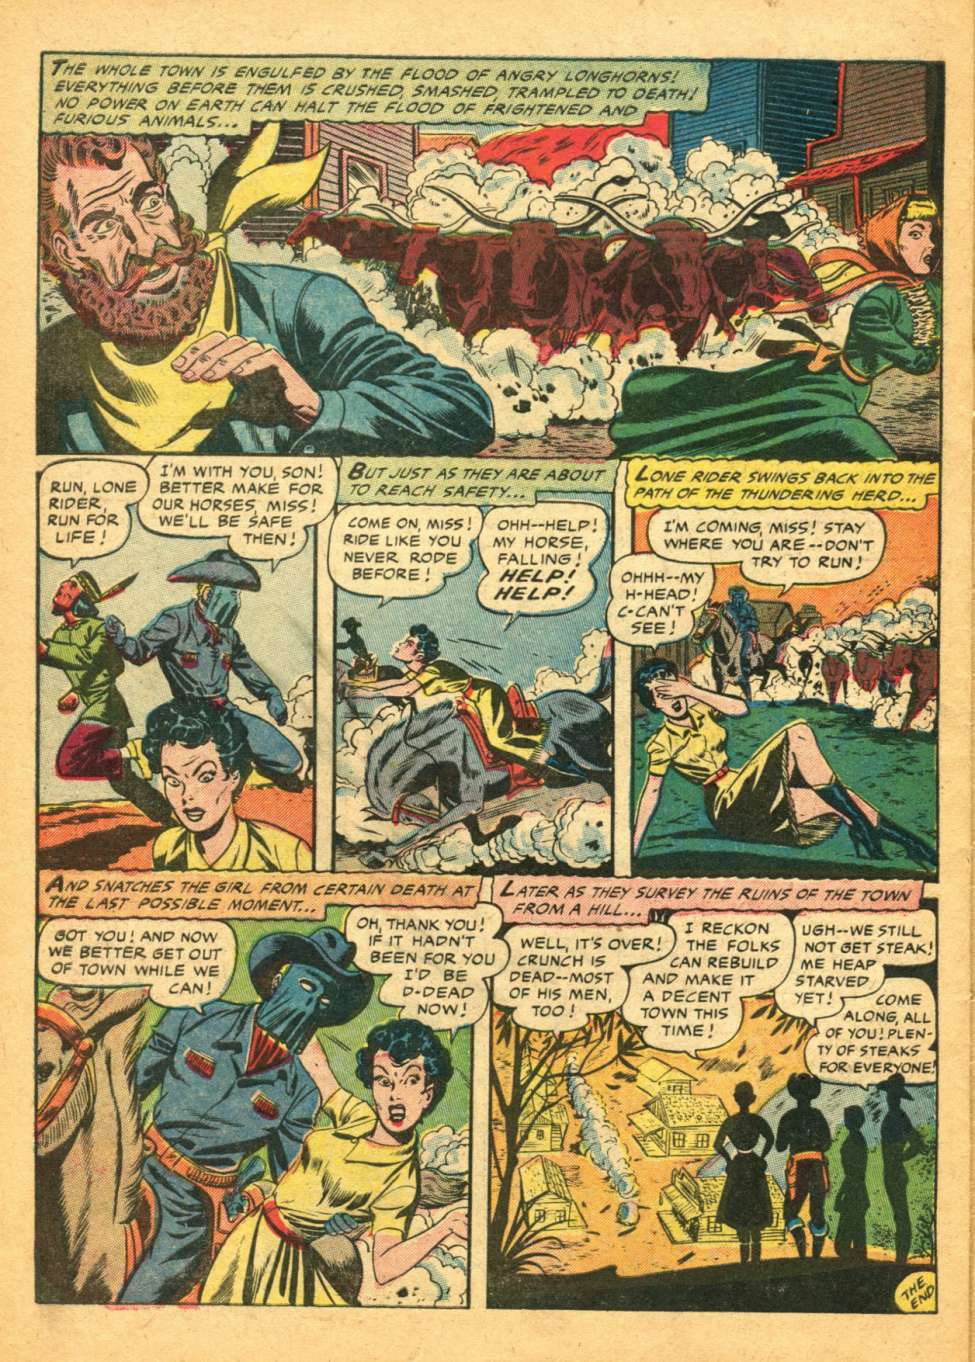 THE WHOLE TOWN IS ENGULFED BY THE FLOOD OF ANGRY LONGHORNS!
EVERYTHING BEFORE THEM IS CRUSHED, SMASHED, TRAMPLED TO DEATH!
NO POWER ON EARTH CAN HALT THE FLOOD OF FRIGHTENED AND
FURIOUS ANIMALS...
RUN, LONE
RIDER,
RUN FOR
LIFE!
I'M WITH YOU, SON!
BETTER MAKE FOR
OUR HORSES, MISS!
WE'LL BE SAFE
THEN!
BUT JUST AS THEY ARE ABOUT
TO REACH SAFETY...
COME ON, MISS!
RIDE LIKE YOU
NEVER RODE
BEFORE!
OHH--HELP!
MY HORSE,
FALLING!
HELP!
HELP!
LONE RIDER SWINGS BACK INTO THE
PATH OF THE THUNDERING HERD...
I'M COMING, MISS! STAY
WHERE YOU ARE--DON'T
TRY TO RUN!
OHHH--MY
H-HEAD!
C-CAN'T
SEE!
AND SNATCHES THE GIRL FROM CERTAIN DEATH AT
THE LAST POSSIBLE MOMENT...
GOT YOU! AND NOW
WE BETTER GET OUT
OF TOWN WHILE WE
CAN!
OH, THANK YOU!
IF IT HADN'T
BEEN FOR YOU
I'D BE
D-DEAD
NOW!
LATER AS THEY SURVEY THE RUINS OF THE TOWN
FROM A HILL...
WELL, IT'S OVER!
CRUNCH IS
DEAD--MOST
OF HIS MEN,
TOO!
I RECKON
THE FOLKS
CAN REBUILD
AND MAKE IT
A DECENT
TOWN THIS
TIME!
UGH--WE STILL
NOT GET STEAK!
ME HEAP
STARVED
YET!
COME
ALONG, ALL
OF YOU! PLEN-
TY OF STEAKS
FOR EVERYONE!
THE
END